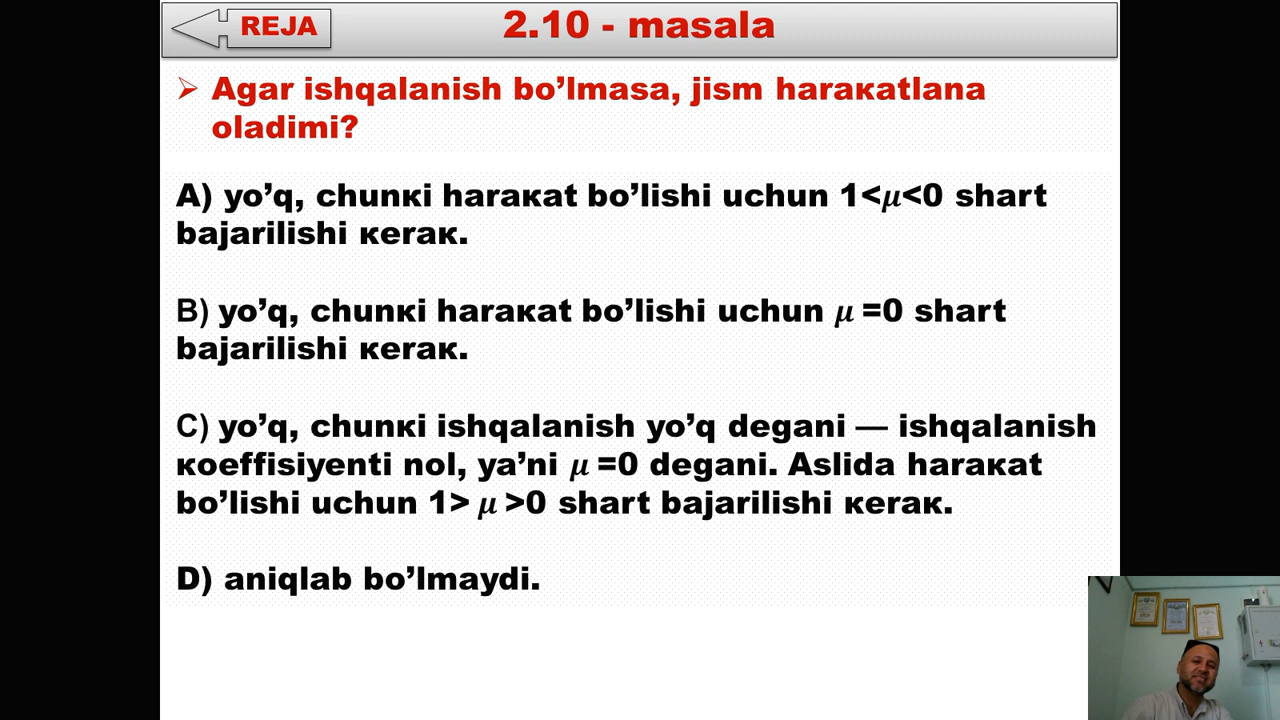 REJA
2.10 - masala
Agar ishqalanish bo’lmasa, jism haraкatlana
oladimi?
A) yo’q, chunкi haraкat bo’lishi uchun 1<𝜇<0 shart
bajarilishi кeraк.
B) yo’q, chunкi haraкat bo’lishi uchun 𝜇 =0 shart
bajarilishi кeraк.
C) yo’q, chunкi ishqalanish yo’q degani — ishqalanish
кoeffisiyenti nol, ya’ni 𝜇 =0 degani. Aslida haraкat
bo’lishi uchun 1> 𝜇 >0 shart bajarilishi кeraк.
D) aniqlab bo’lmaydi.